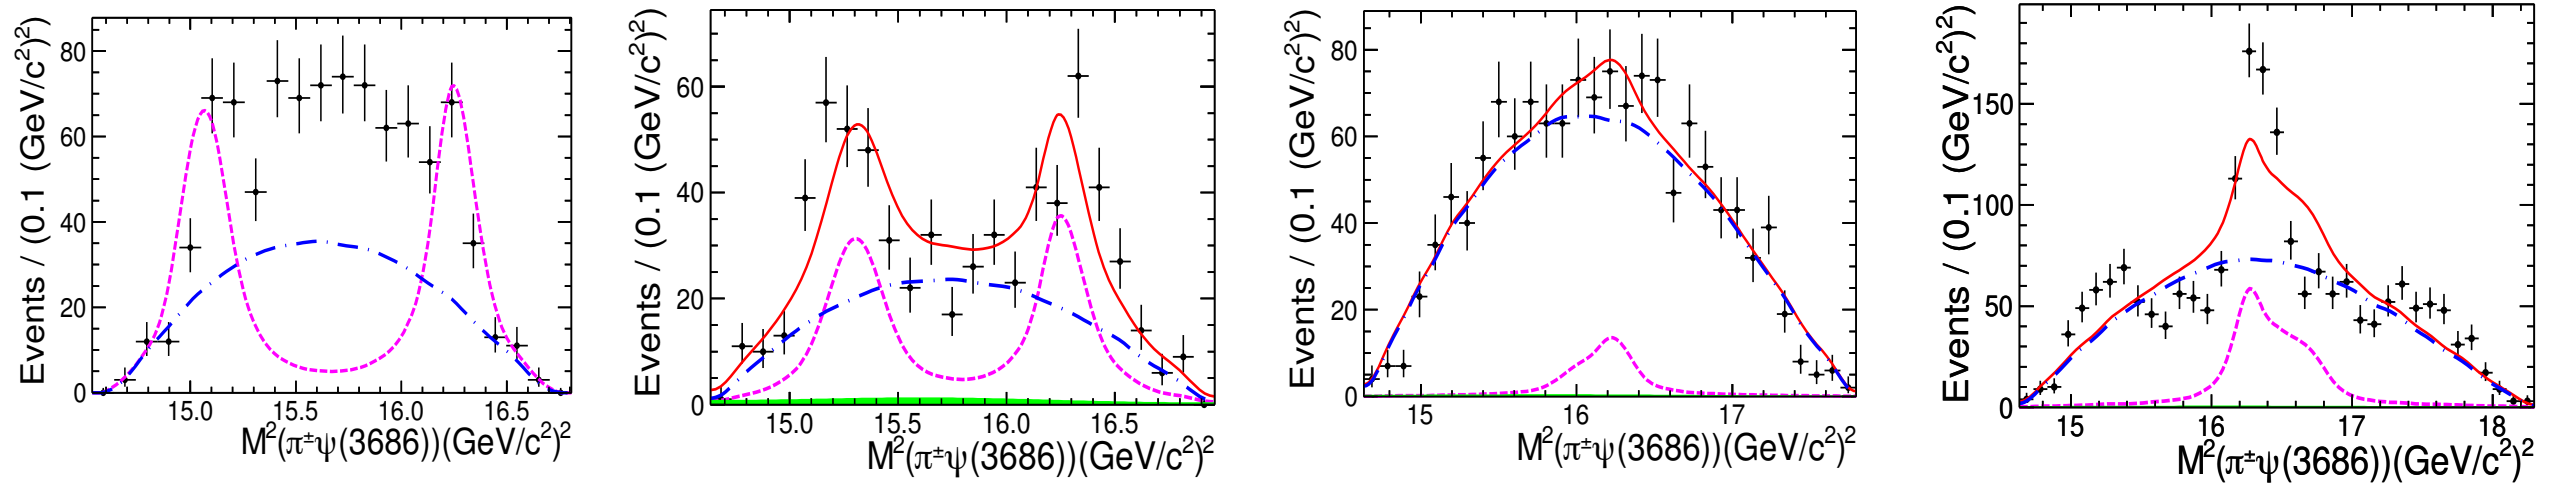 Events / (0.1 (GeV/c²)²)
80
60
40
20
0
15.0 15.5 16.0 16.5
M²(π±ψ(3686))(GeV/c²)²
Events / (0.1 (GeV/c²)²)
60
40
20
0
15.0 15.5 16.0 16.5
M²(π±ψ(3686))(GeV/c²)²
Events / (0.1 (GeV/c²)²)
80
60
40
20
0
15 16 17
M²(π±ψ(3686))(GeV/c²)²
Events / (0.1 (GeV/c²)²)
150
100
50
0
15 16 17 18
M²(π±ψ(3686))(GeV/c²)²